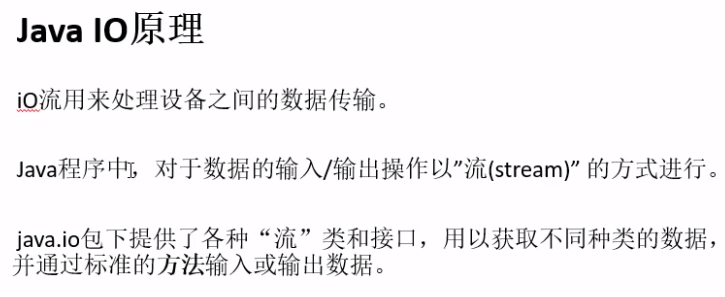 Java IO原理
iO流用来处理设备之间的数据传输。
Java程序中，对于数据的输入/输出操作以”流(stream)” 的方式进行。
java.io包下提供了各种“流”类和接口，用以获取不同种类的数据，
并通过标准的方法输入或输出数据。